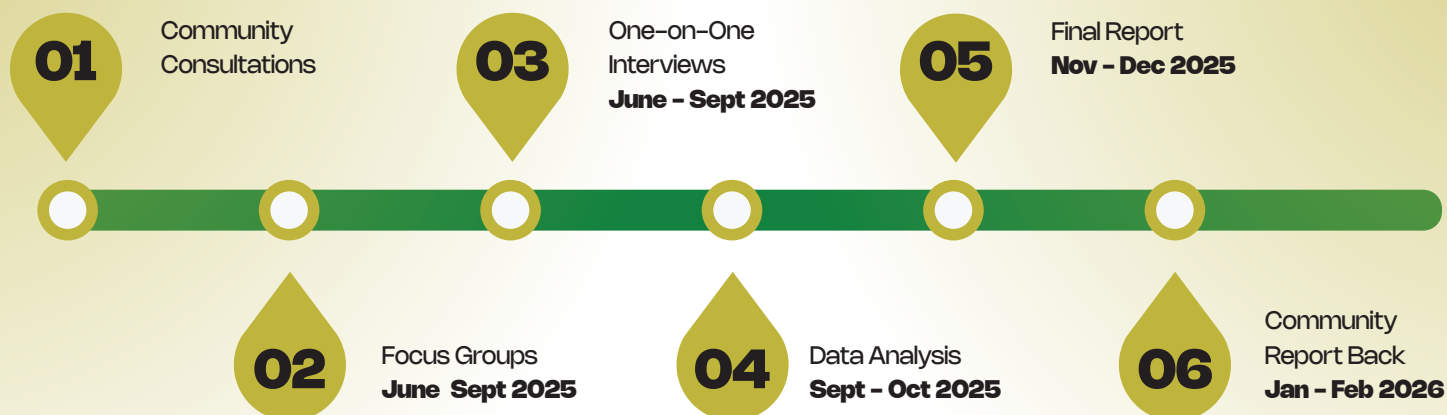 01
Community
Consultations
02
Focus Groups
June Sept 2025
03
One-on-One
Interviews
June - Sept 2025
04
Data Analysis
Sept - Oct 2025
05
Final Report
Nov - Dec 2025
06
Community
Report Back
Jan - Feb 2026